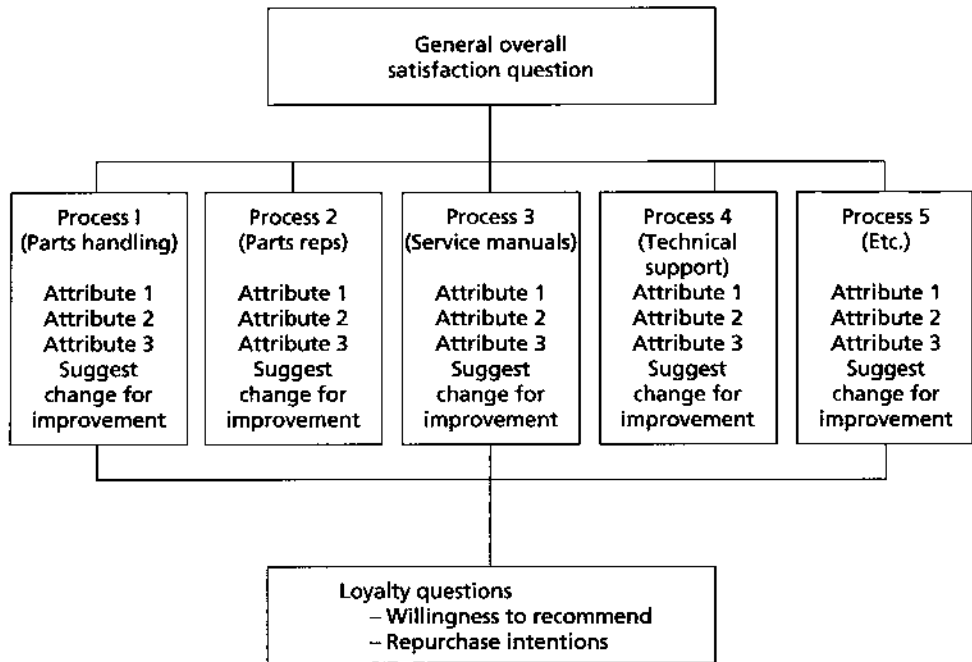 General overall
satisfaction question
Process 1
(Parts handling)
Attribute 1
Attribute 2
Attribute 3
Suggest
change for
improvement
Process 2
(Parts reps)
Attribute 1
Attribute 2
Attribute 3
Suggest
change for
improvement
Process 3
(Service manuals)
Attribute 1
Attribute 2
Attribute 3
Suggest
change for
improvement
Process 4
(Technical
support)
Attribute 1
Attribute 2
Attribute 3
Suggest
change for
improvement
Process 5
(Etc.)
Attribute 1
Attribute 2
Attribute 3
Suggest
change for
improvement
Loyalty questions
– Willingness to recommend
– Repurchase intentions